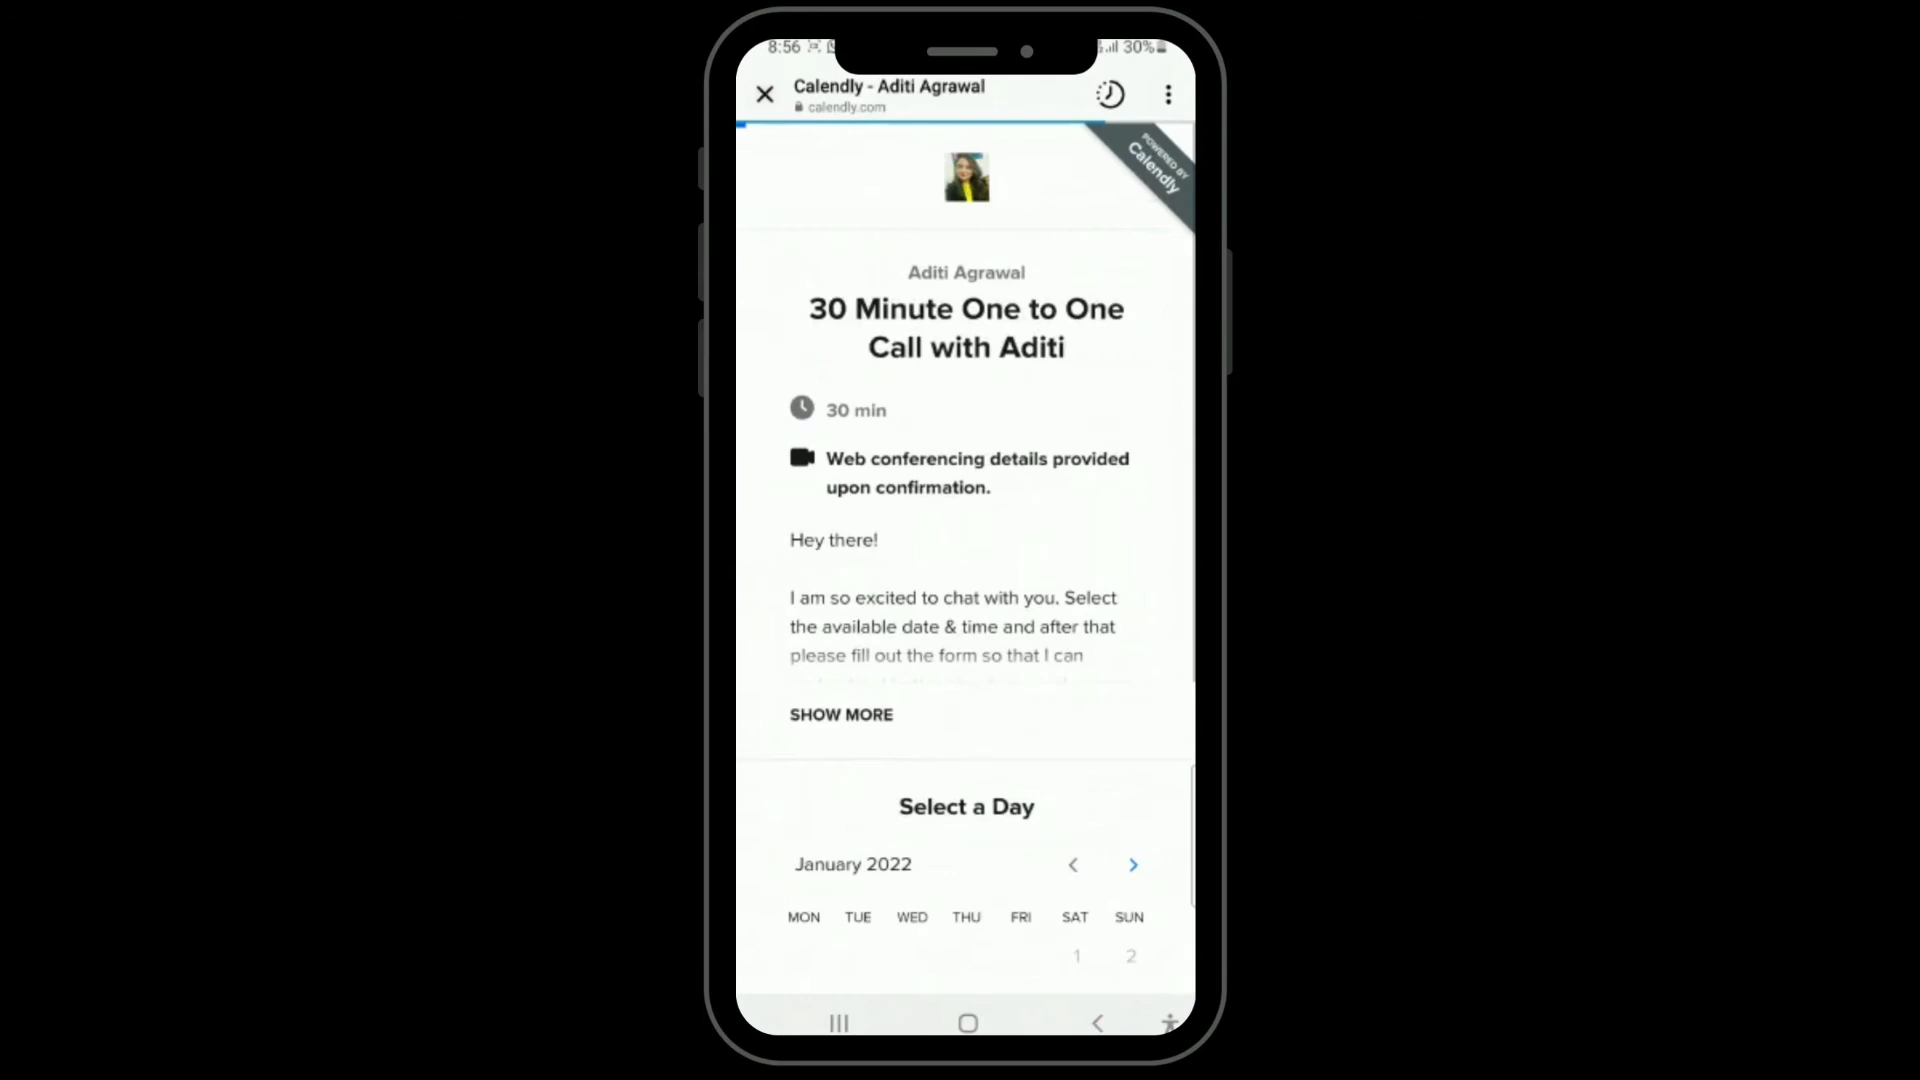 8:56
30%
Calendly - Aditi Agrawal
calendly.com
POWERED BY
Calendly
Aditi Agrawal
30 Minute One to One
Call with Aditi
30 min
Web conferencing details provided
upon confirmation.
Hey there!
I am so excited to chat with you. Select
the available date & time and after that
please fill out the form so that I can
SHOW MORE
Select a Day
January 2022
MON TUE WED THU FRI SAT SUN
1 2